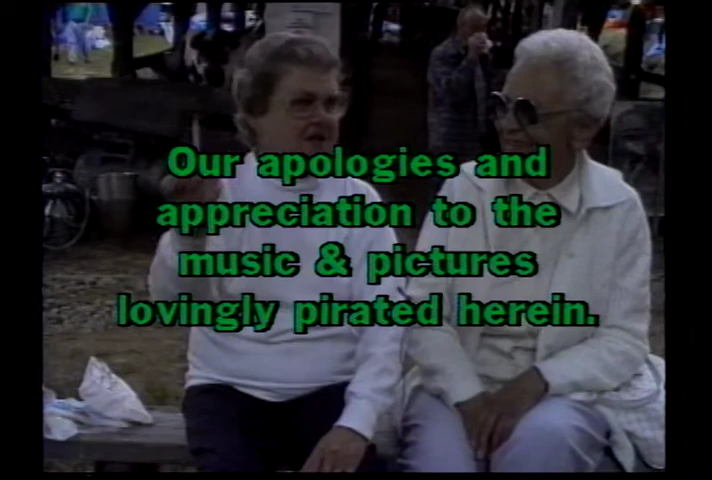 Our apologies and
appreciation to the
music & pictures
lovingly pirated herein.